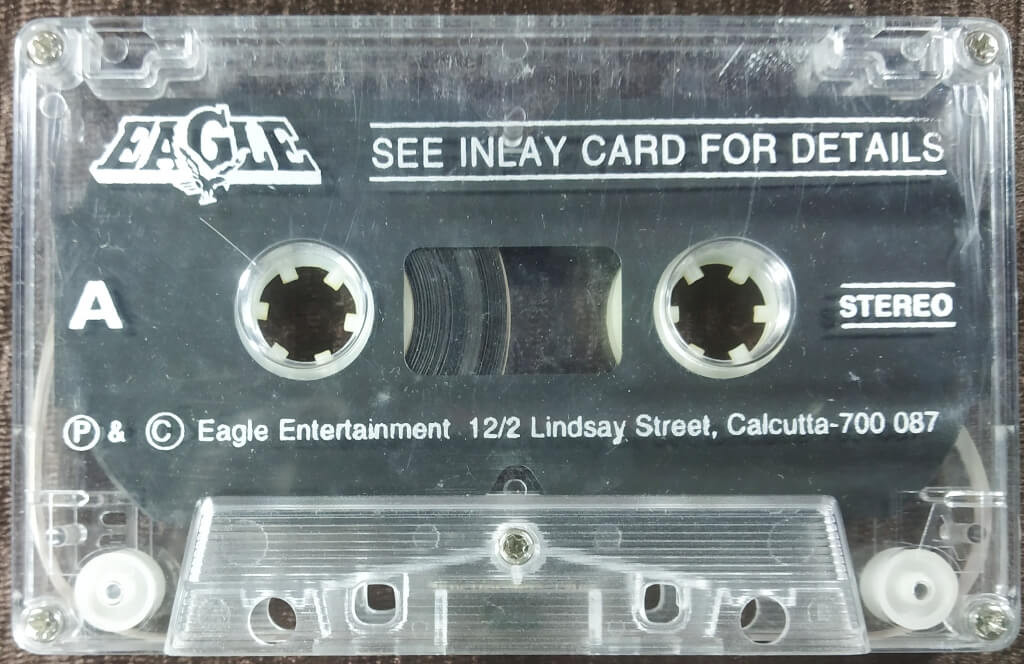 EAGLE
SEE INLAY CARD FOR DETAILS
A
STEREO
Ⓟ & © Eagle Entertainment 12/2 Lindsay Street, Calcutta-700 087